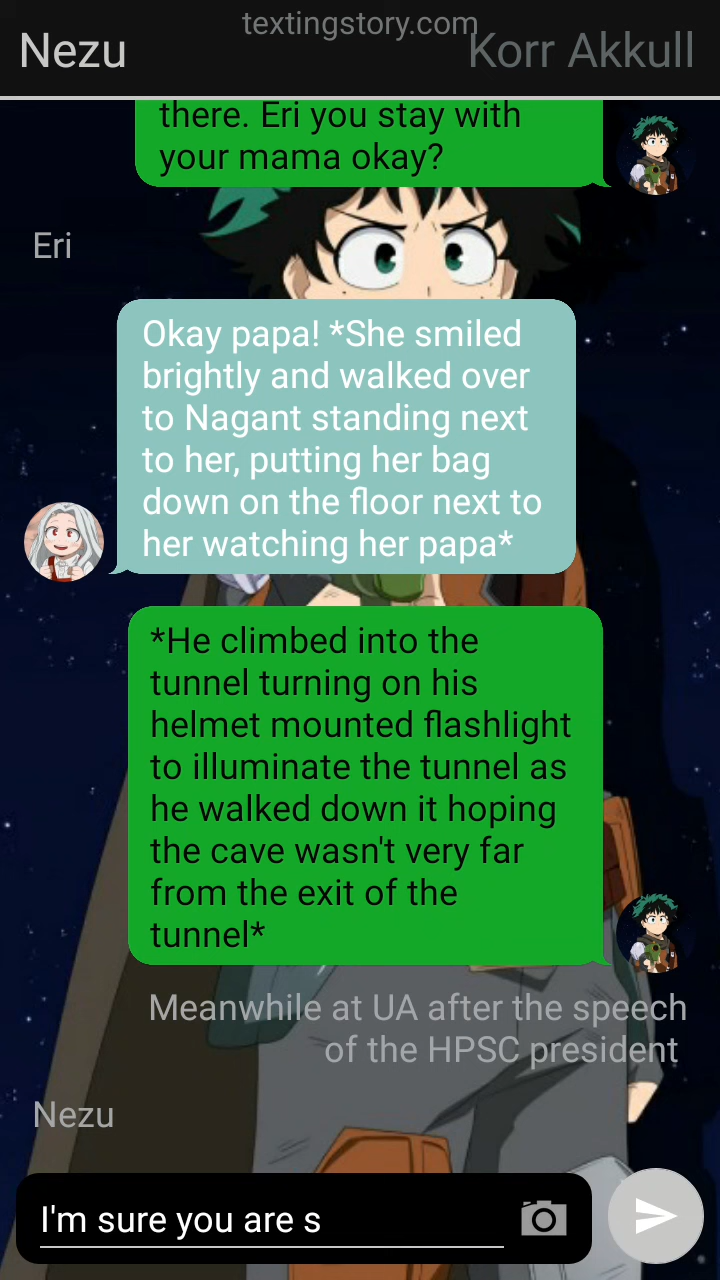 textingstory.com
Nezu
Korr Akkull
there. Eri you stay with
your mama okay?
Eri
Okay papa! *She smiled
brightly and walked over
to Nagant standing next
to her, putting her bag
down on the floor next to
her watching her papa*
*He climbed into the
tunnel turning on his
helmet mounted flashlight
to illuminate the tunnel as
he walked down it hoping
the cave wasn't very far
from the exit of the
tunnel*
Meanwhile at UA after the speech
of the HPSC president
Nezu
I'm sure you are s